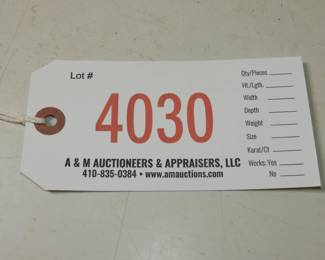 Lot #
4030
A & M AUCTIONEERS & APPRAISERS, LLC
410-835-0384 • www.amauctions.com
Qty/Pieces
Ht./Lgth.
Width
Depth
Weight
Size
Karat/Ct
Works: Yes
No